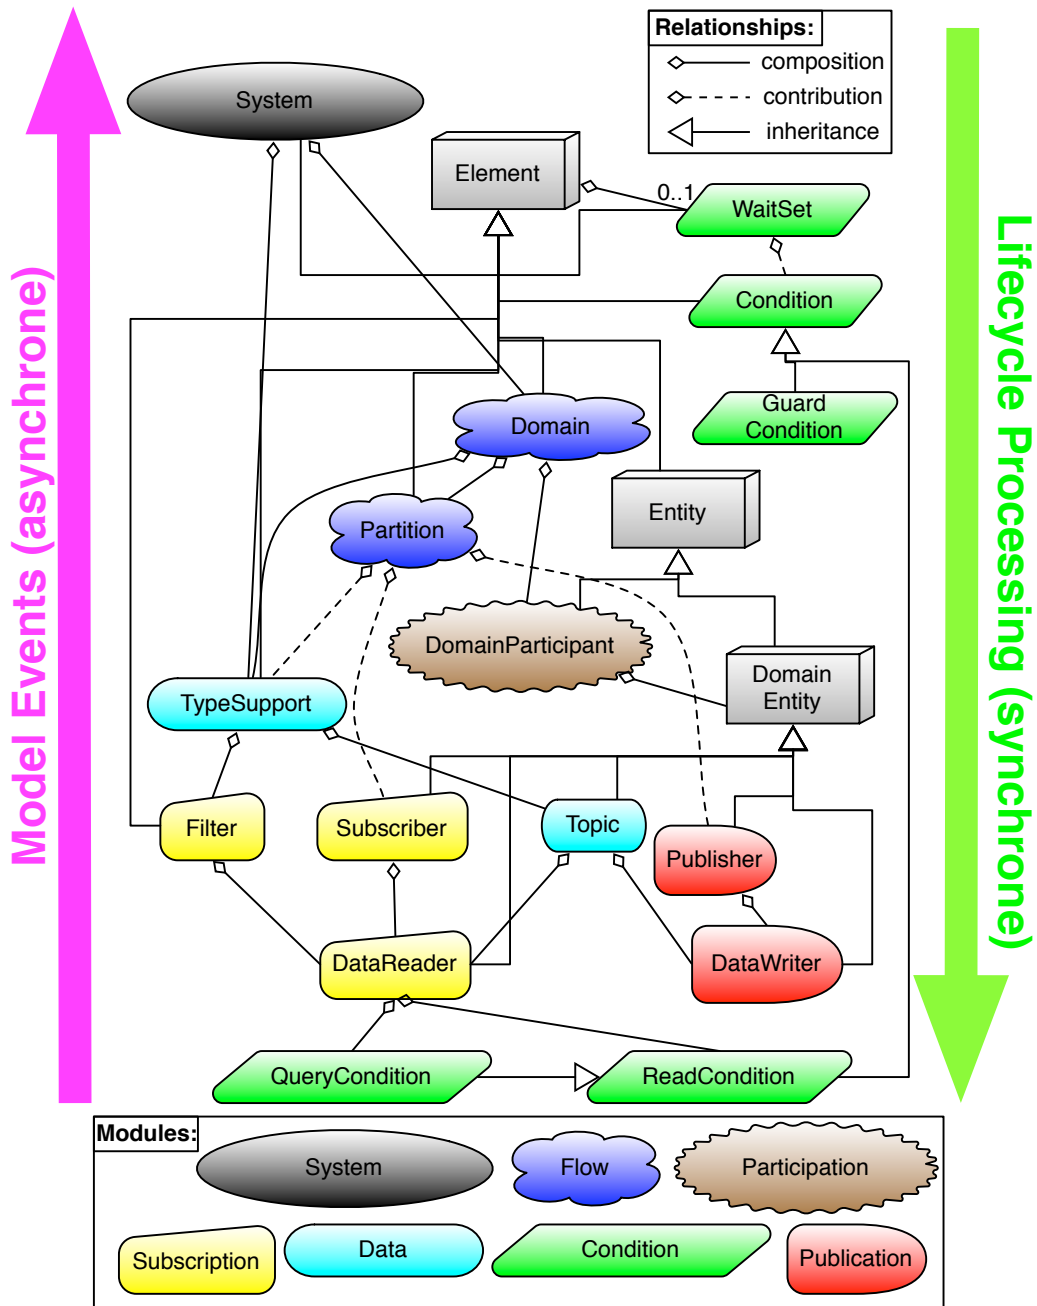 Relationships:
composition
contribution
inheritance
System
Element
0..1
WaitSet
Condition
Guard
Condition
Domain
Entity
Partition
DomainParticipant
Domain
Entity
TypeSupport
Filter
Subscriber
Topic
Publisher
DataReader
DataWriter
QueryCondition
ReadCondition
Model Events (asynchrone)
Lifecycle Processing (synchrone)
Modules:
System
Flow
Participation
Subscription
Data
Condition
Publication